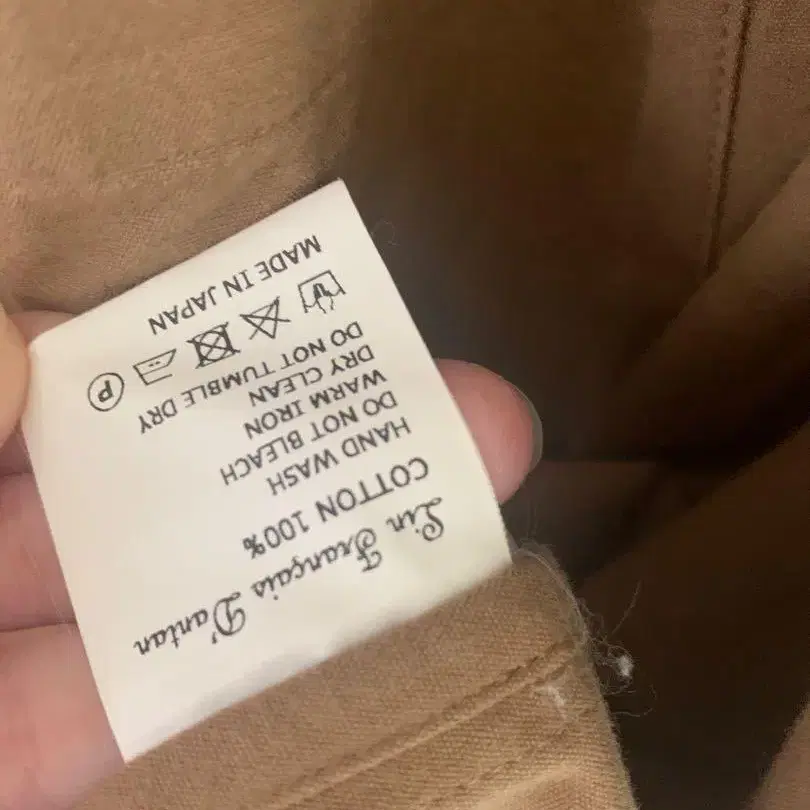 Lin Français D'antan
COTTON 100%
HAND WASH
DO NOT BLEACH
WARM IRON
DRY CLEAN
DO NOT TUMBLE DRY
P
MADE IN JAPAN